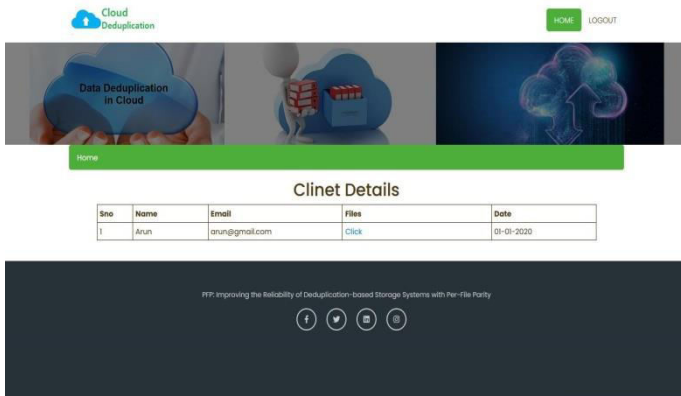 Cloud
Deduplication
HOME LOGOUT
Data Deduplication
in Cloud
Home
Clinet Details
Sno Name Email Files Date
1 Arun arun@gmail.com Click 01-01-2020
PFP: Improving the Reliability of Deduplication-based Storage Systems with Per-File Parity